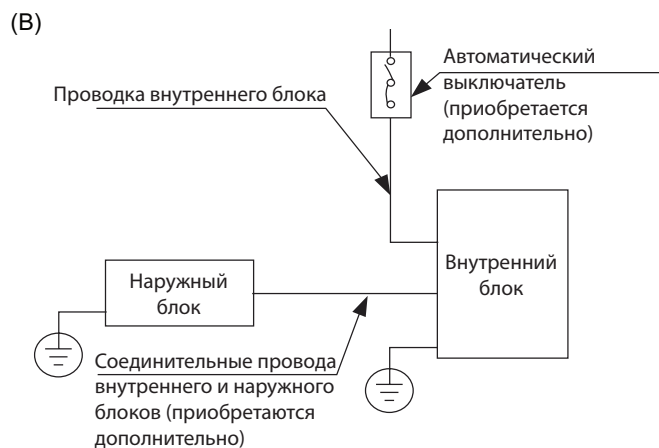 (B)
Автоматический
выключатель
(приобретается
дополнительно)
Проводка внутреннего блока
Внутренний
блок
Наружный
блок
Соединительные провода
внутреннего и наружного
блоков (приобретаются
дополнительно)